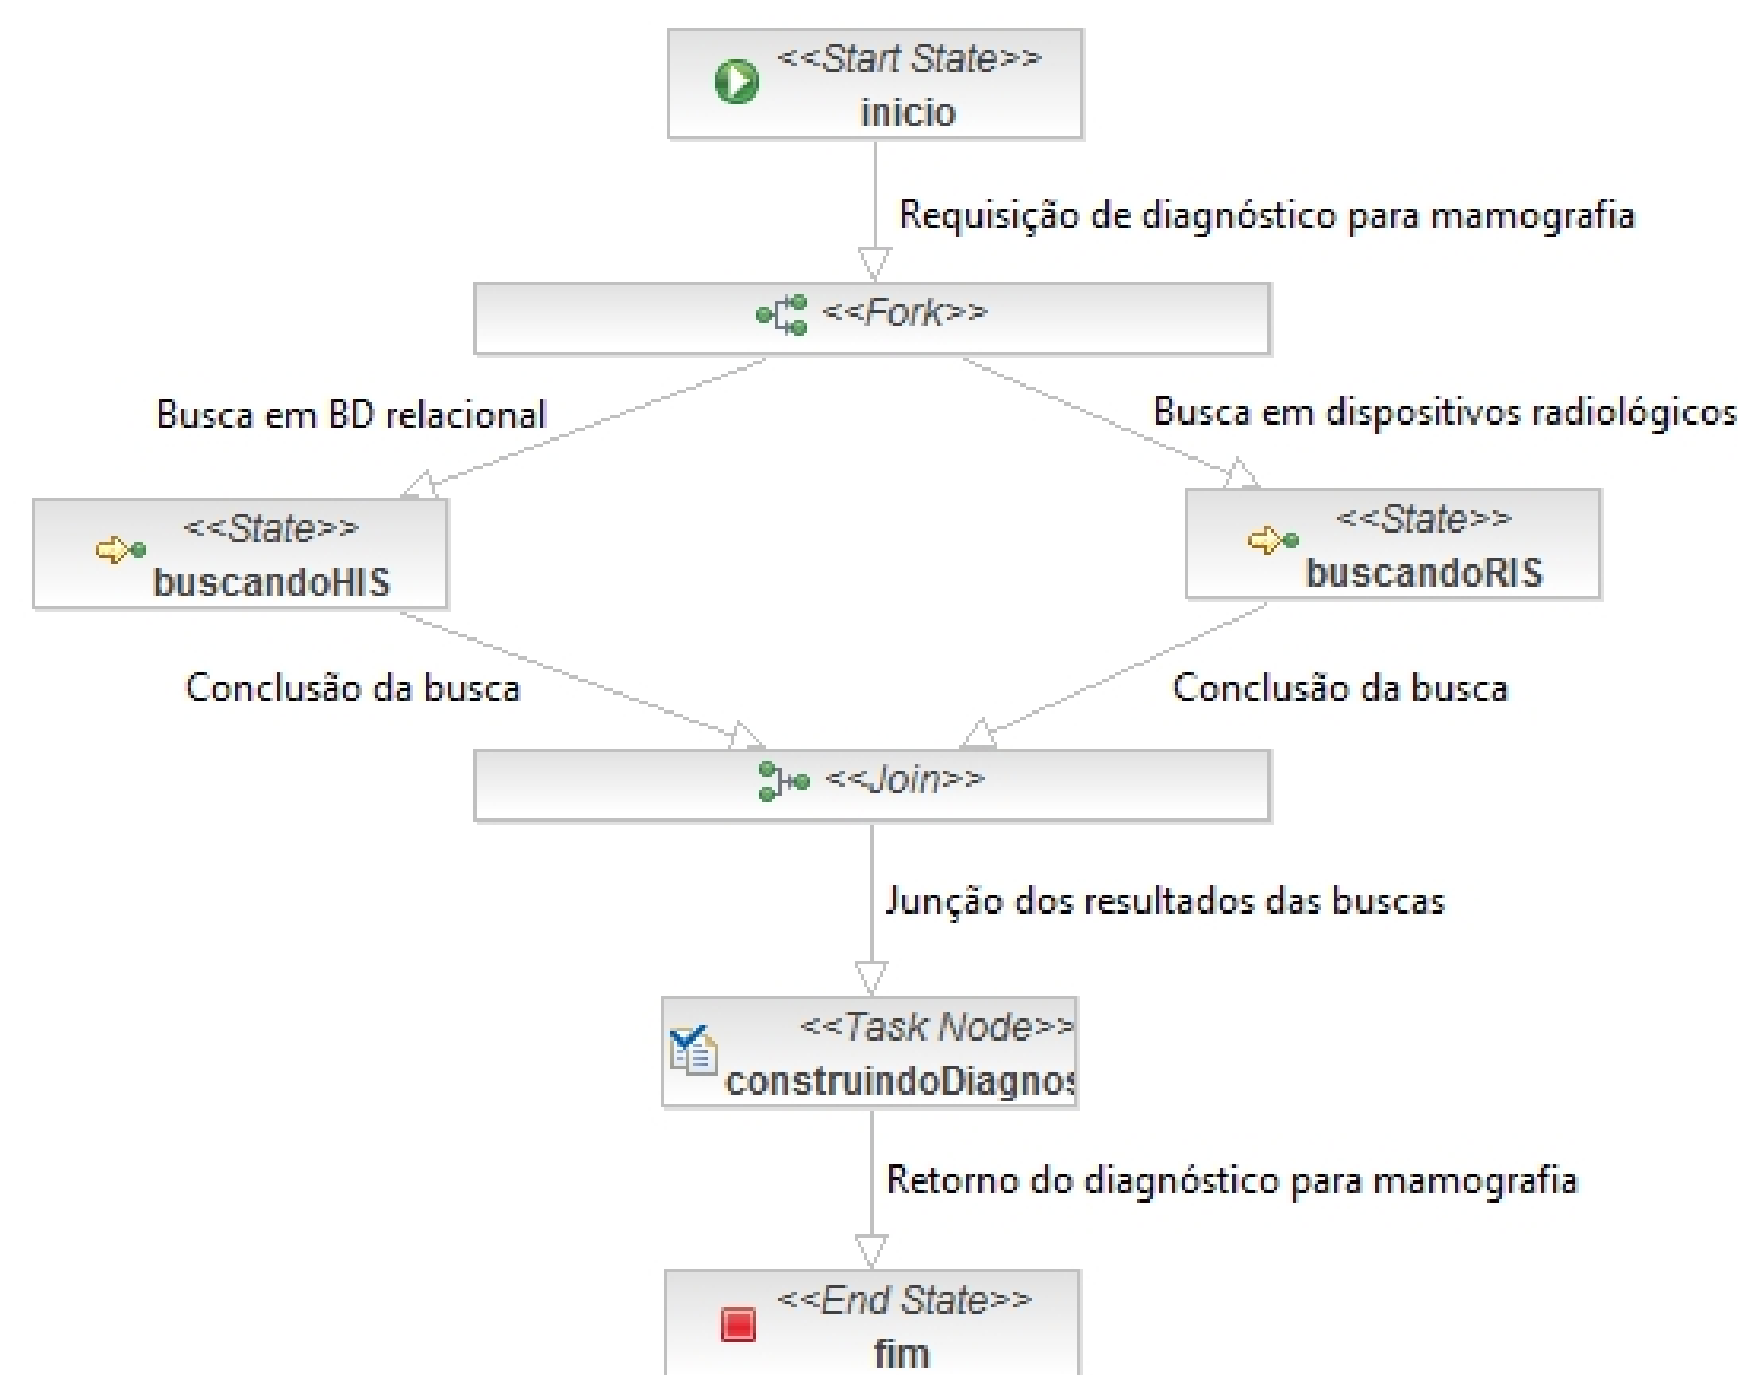 <<Start State>>
inicio
Requisição de diagnóstico para mamografia
<<Fork>>
Busca em BD relacional
Busca em dispositivos radiológicos
<<State>>
buscandoHIS
<<State>>
buscandoRIS
Conclusão da busca
Conclusão da busca
<<Join>>
Junção dos resultados das buscas
<<Task Node>>
construindoDiagnos
Retorno do diagnóstico para mamografia
<<End State>>
fim